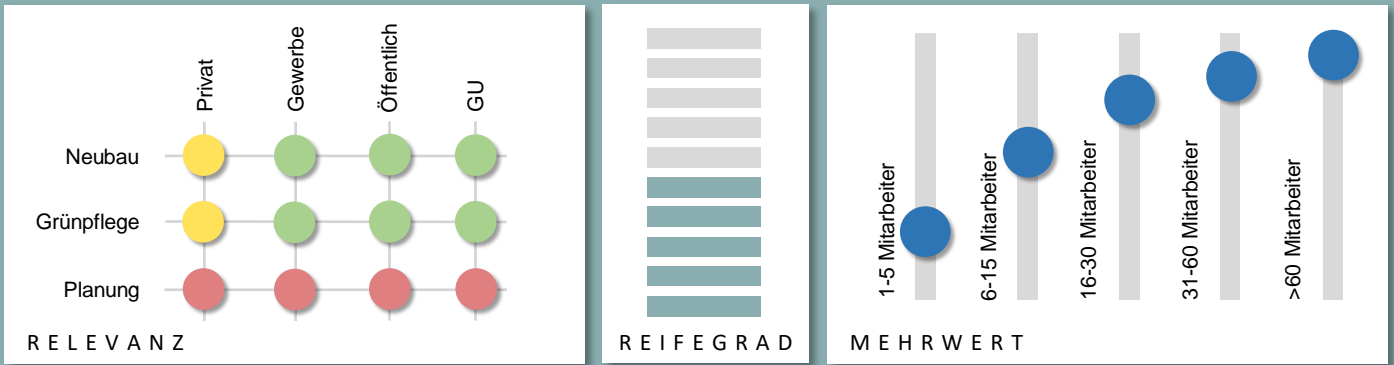 Privat
Gewerbe
Öffentlich
GU
Neubau
Grünpflege
Planung
RELEVANZ
REIFEGRAD
1-5 Mitarbeiter
6-15 Mitarbeiter
16-30 Mitarbeiter
31-60 Mitarbeiter
>60 Mitarbeiter
MEHRWERT